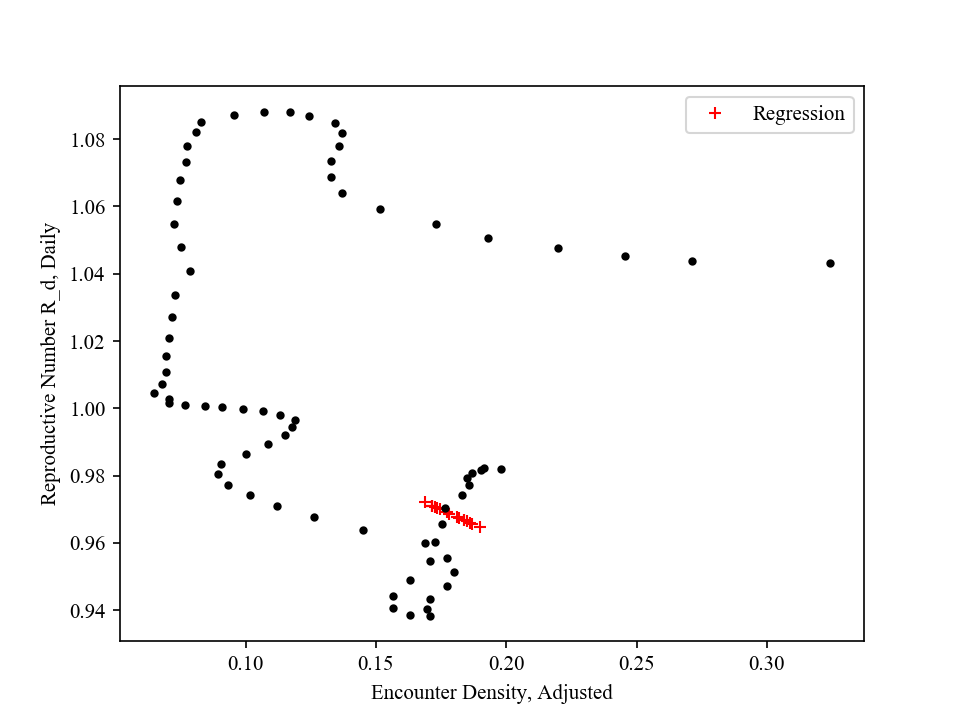 Regression
1.08
1.06
1.04
1.02
1.00
0.98
0.96
0.94
Reproductive Number R_d, Daily
0.10 0.15 0.20 0.25 0.30
Encounter Density, Adjusted